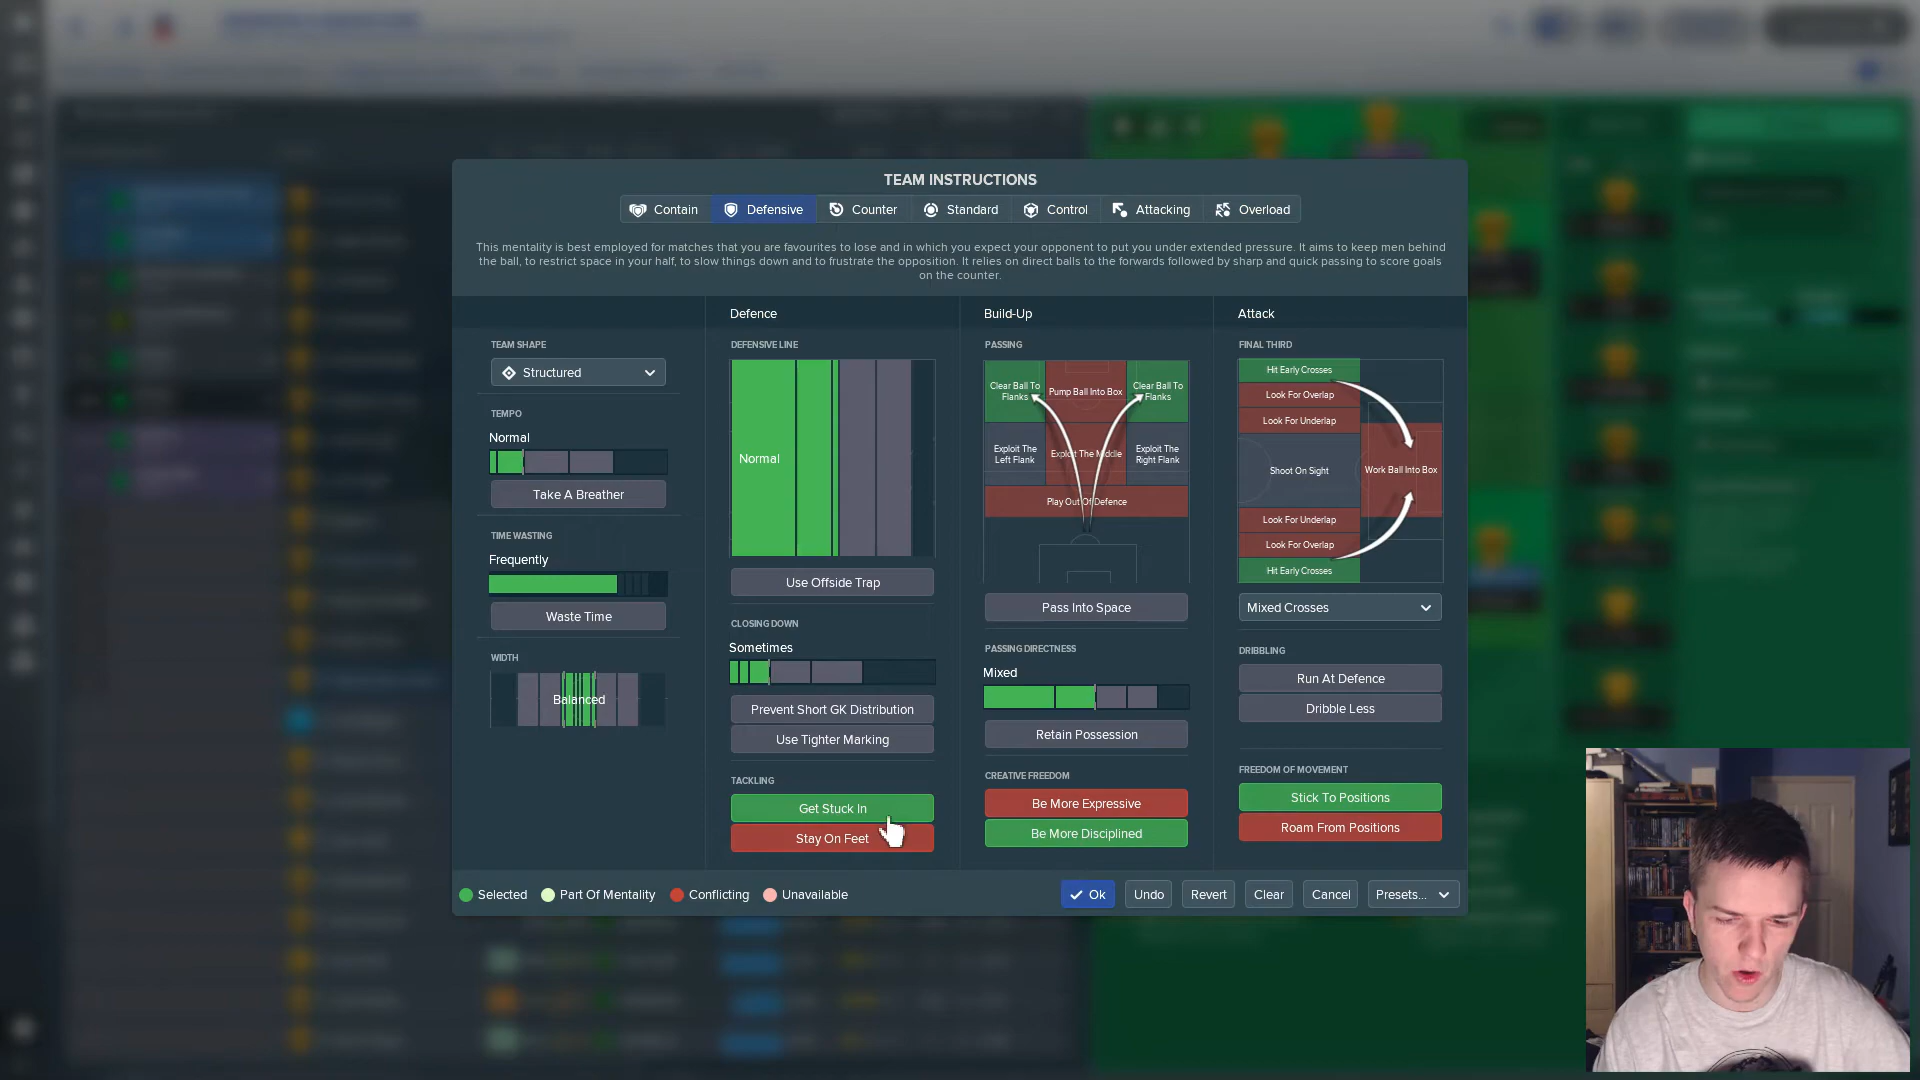 TEAM INSTRUCTIONS
Contain
Defensive
Counter
Standard
Control
Attacking
Overload
This mentality is best employed for matches that you are favourites to lose and in which you expect your opponent to put you under extended pressure. It aims to keep men behind
the ball, to restrict space in your half, to slow things down and to frustrate the opposition. It relies on direct balls to the forwards followed by sharp and quick passing to score goals
on the counter.
TEAM SHAPE
Structured
TEMPO
Normal
Take A Breather
TIME WASTING
Frequently
Waste Time
WIDTH
Balanced
Defence
DEFENSIVE LINE
Normal
Use Offside Trap
CLOSING DOWN
Sometimes
Prevent Short GK Distribution
Use Tighter Marking
TACKLING
Get Stuck In
Stay On Feet
Build-Up
PASSING
Clear Ball To
Flanks
Pump Ball Into Box
Clear Ball To
Flanks
Exploit The
Left Flank
Exploit The Middle
Exploit The
Right Flank
Play Out Of Defence
Pass Into Space
PASSING DIRECTNESS
Mixed
Retain Possession
CREATIVE FREEDOM
Be More Expressive
Be More Disciplined
Attack
FINAL THIRD
Hit Early Crosses
Look For Overlap
Look For Underlap
Shoot On Sight
Work Ball Into Box
Look For Underlap
Look For Overlap
Hit Early Crosses
Mixed Crosses
DRIBBLING
Run At Defence
Dribble Less
FREEDOM OF MOVEMENT
Stick To Positions
Roam From Positions
Selected
Part Of Mentality
Conflicting
Unavailable
Ok
Undo
Revert
Clear
Cancel
Presets...